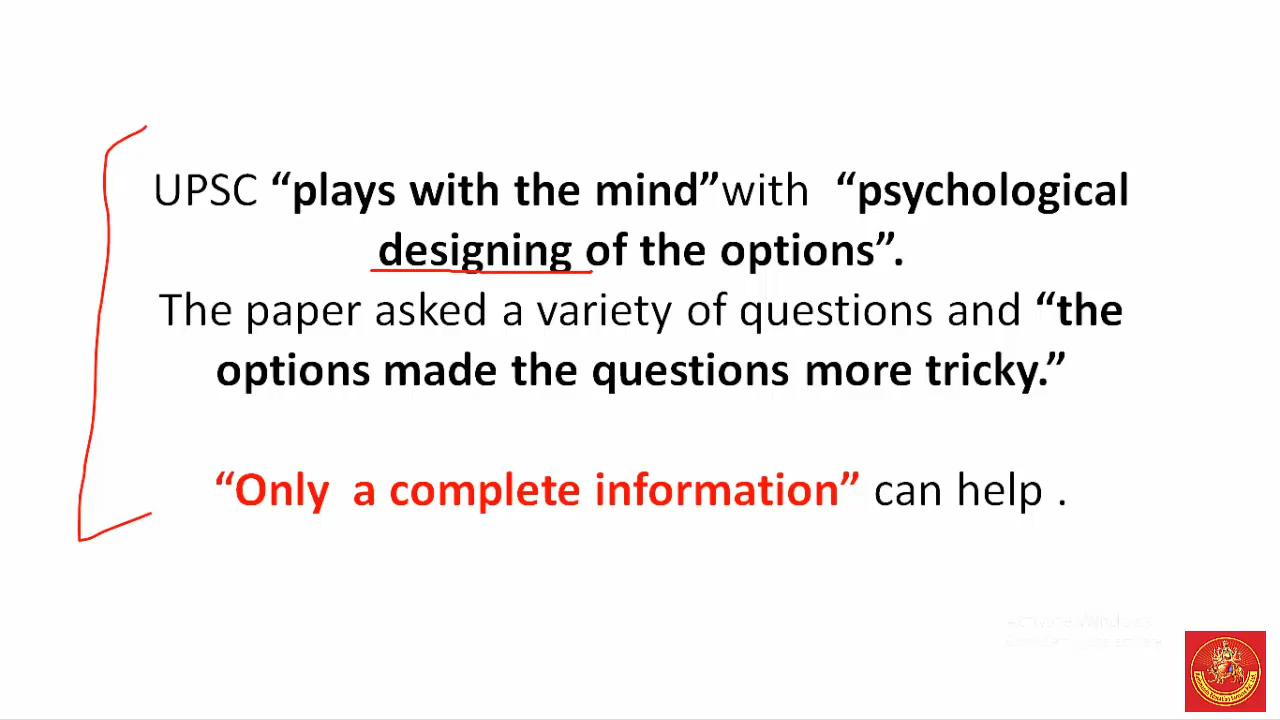 UPSC “plays with the mind”with “psychological
designing of the options”.
The paper asked a variety of questions and “the
options made the questions more tricky.”
“Only a complete information” can help .